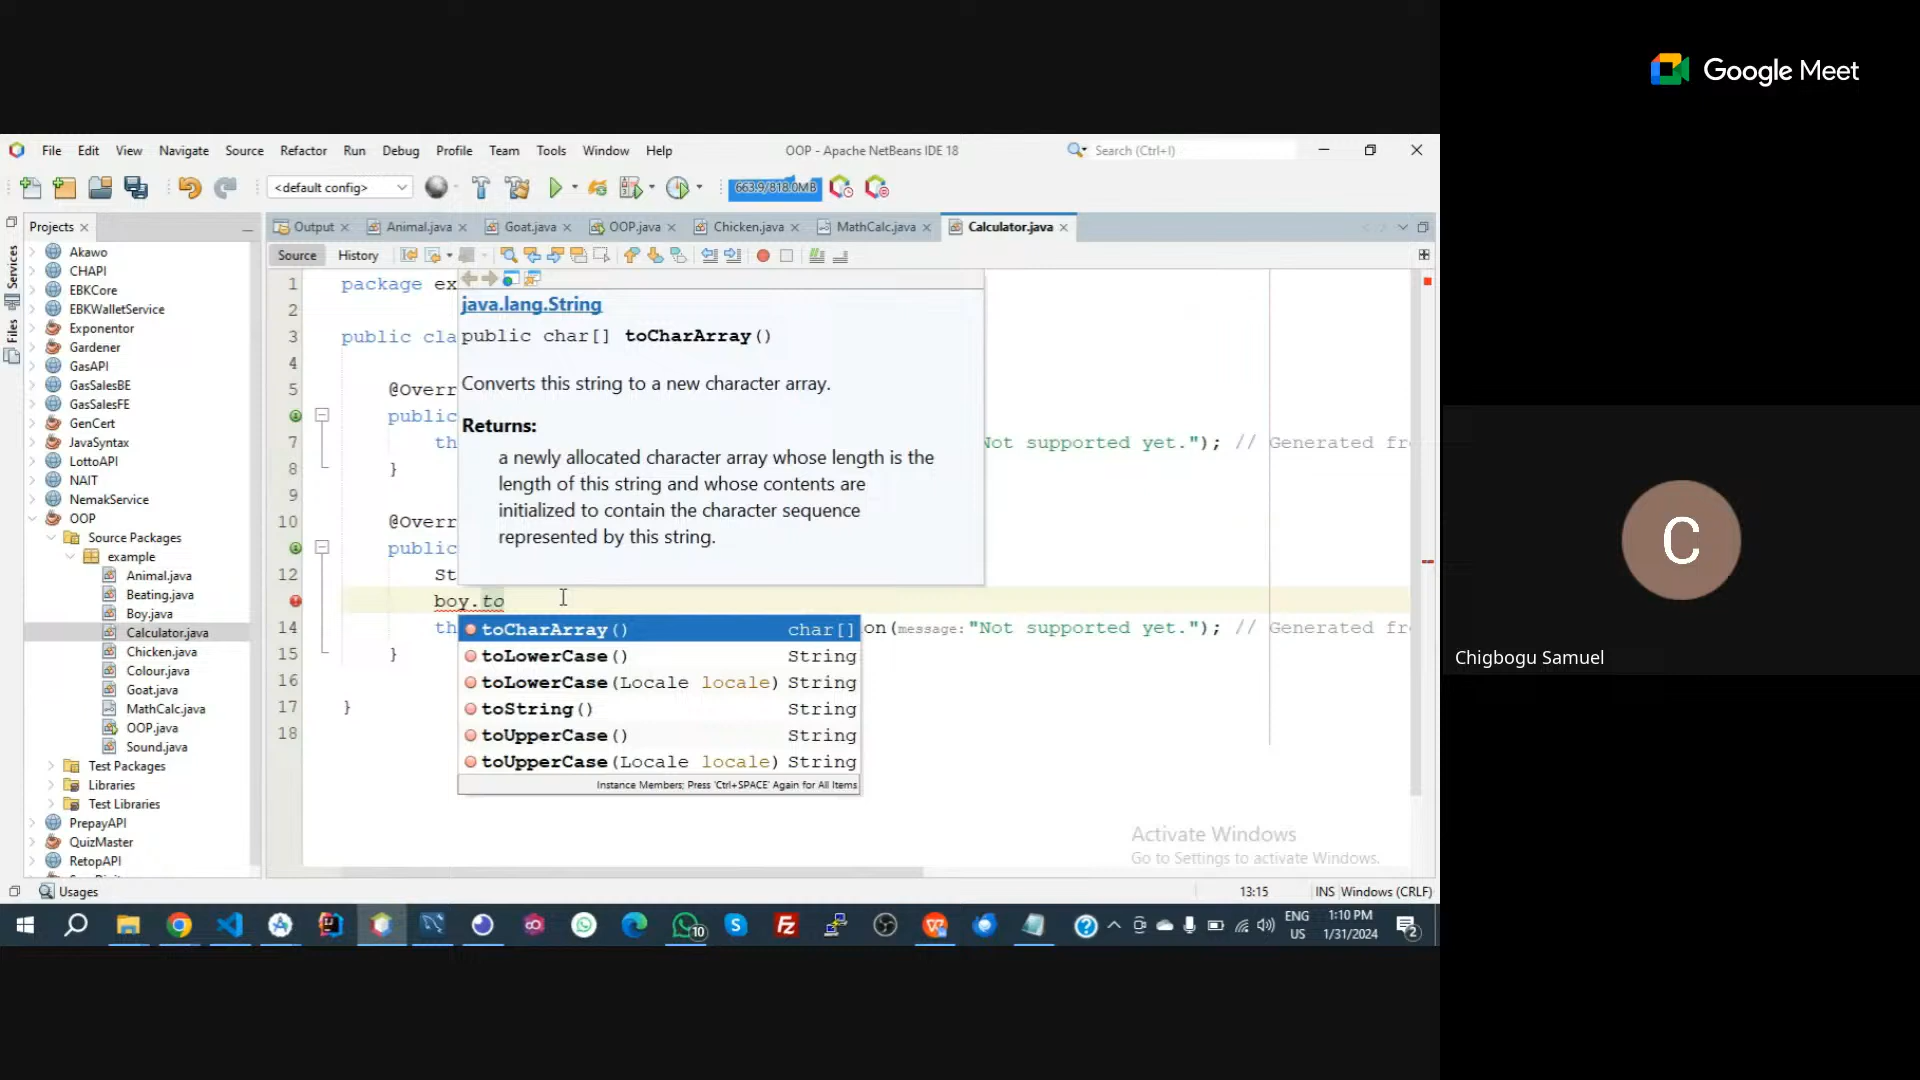 Google Meet
File Edit View Navigate Source Refactor Run Debug Profile Team Tools Window Help
OOP - Apache NetBeans IDE 18
Search (Ctrl+I)
<default config>
663.9/818.0MB
Projects
Output
Animal.java
Goat.java
OOP.java
Chicken.java
MathCalc.java
Calculator.java
Source
History
Services
Files
Akawo
CHAPI
EBKCore
EBKWalletService
Exponentor
Gardener
GasAPI
GasSalesBE
GasSalesFE
GenCert
JavaSyntax
LottoAPI
NAIT
NemakService
OOP
Source Packages
example
Animal.java
Beating.java
Boy.java
Calculator.java
Chicken.java
Colour.java
Goat.java
MathCalc.java
OOP.java
Sound.java
Test Packages
Libraries
Test Libraries
PrepayAPI
QuizMaster
RetopAPI
1 package ex
2
3 public cla
4
5 @Overr
public
7 th Not supported yet."); // Generated fr
8 }
9
10 @Overr
public
12 St
boy.to
14 th on(message:"Not supported yet."); // Generated fr
15 }
16
17 }
18
java.lang.String
public char[] toCharArray()
Converts this string to a new character array.
Returns:
a newly allocated character array whose length is the
length of this string and whose contents are
initialized to contain the character sequence
represented by this string.
toCharArray() char[]
toLowerCase() String
toLowerCase(Locale locale) String
toString() String
toUpperCase() String
toUpperCase(Locale locale) String
Instance Members; Press 'Ctrl+SPACE' Again for All Items
Activate Windows
Go to Settings to activate Windows.
Usages
13:15
INS Windows (CRLF)
10
ENG
US
1:10 PM
1/31/2024
2
C
Chigbogu Samuel